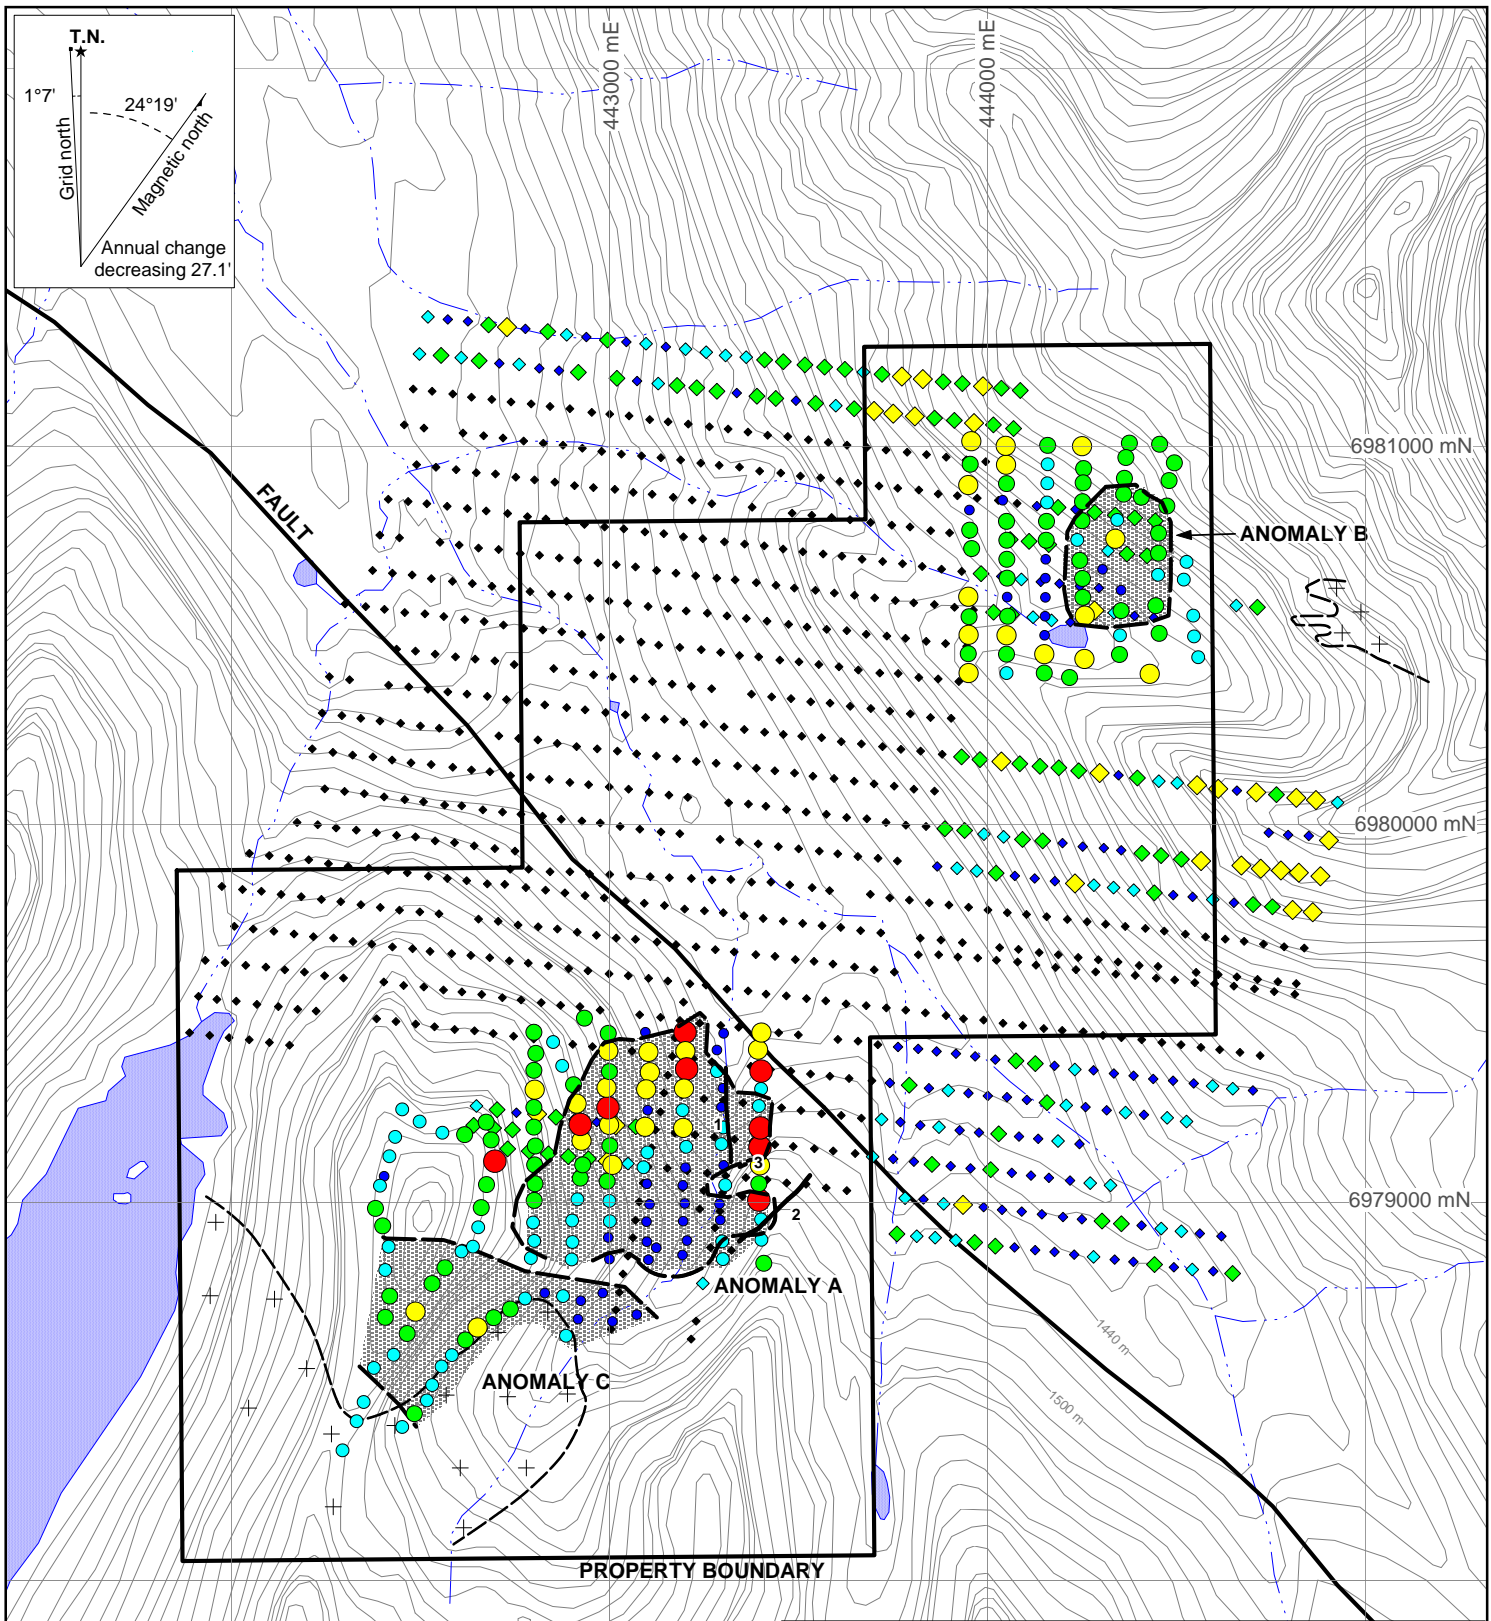 T.N.
1°7'
24°19'
Grid north
Magnetic north
Annual change
decreasing 27.1'
443000 mE
444000 mE
6981000 mN
FAULT
ANOMALY B
6980000 mN
1
3
6979000 mN
2
ANOMALY A
1440 m
ANOMALY C
1500 m
PROPERTY BOUNDARY